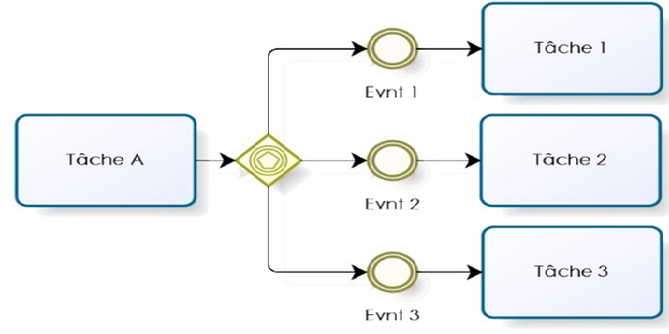 Tâche 1
Evnt 1
Tâche A
Tâche 2
Evnt 2
Tâche 3
Evnt 3